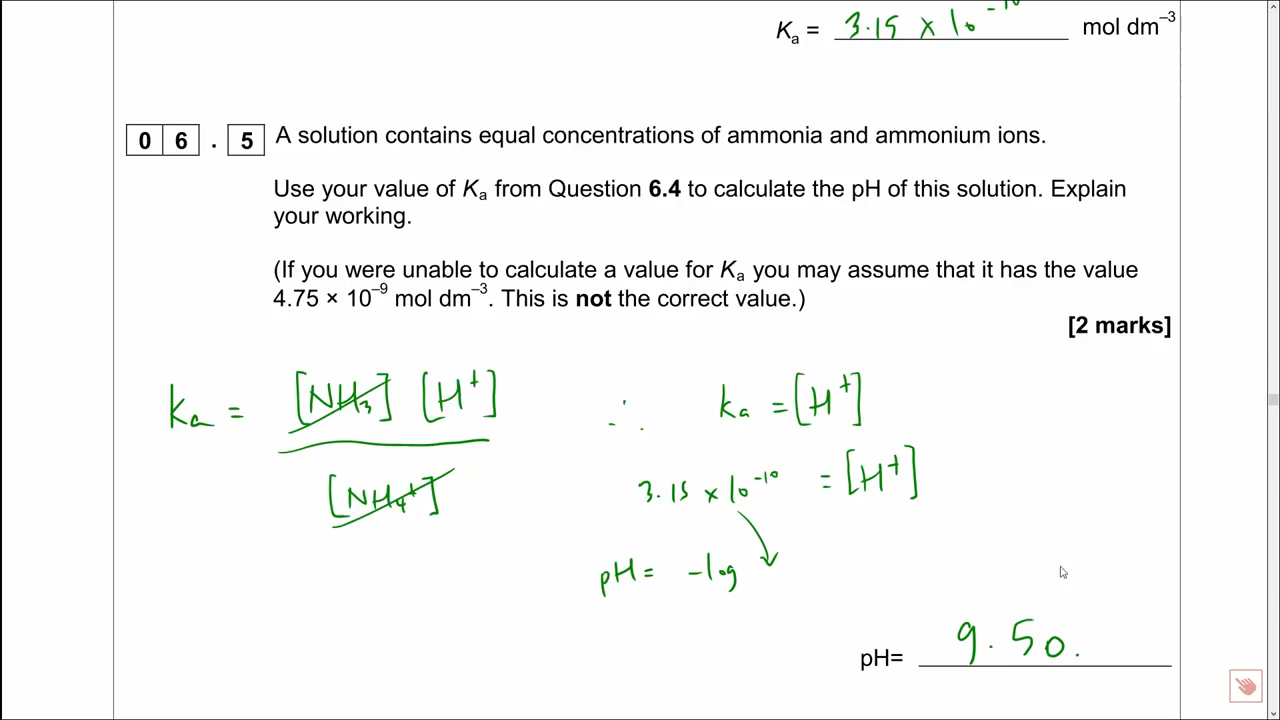 Ka = 3.15 x 10⁻¹⁰ mol dm⁻³
0 6 . 5 A solution contains equal concentrations of ammonia and ammonium ions.
Use your value of Ka from Question 6.4 to calculate the pH of this solution. Explain
your working.
(If you were unable to calculate a value for Ka you may assume that it has the value
4.75 × 10⁻⁹ mol dm⁻³. This is not the correct value.)
[2 marks]
Ka = [NH₃] [H⁺] ∴ Ka = [H⁺]
[NH₄⁺] 3.15 x 10⁻¹⁰ = [H⁺]
pH = -log
pH= 9.50.